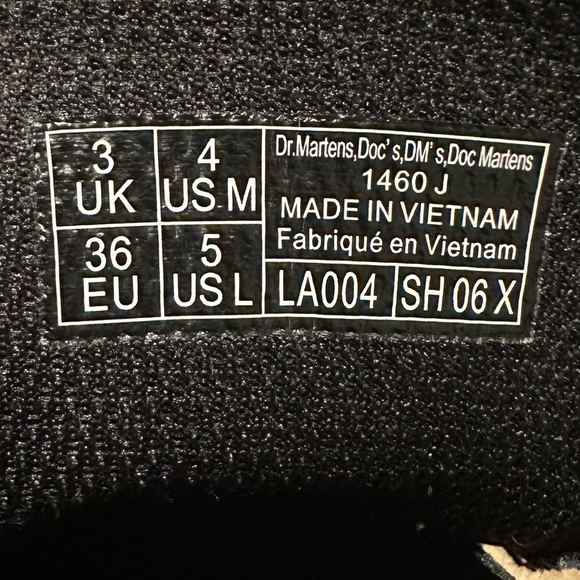 3
UK
4
US M
36
EU
5
US L
Dr.Martens,Doc's,DM's,Doc Martens
1460 J
MADE IN VIETNAM
Fabriqué en Vietnam
LA004
SH 06 X